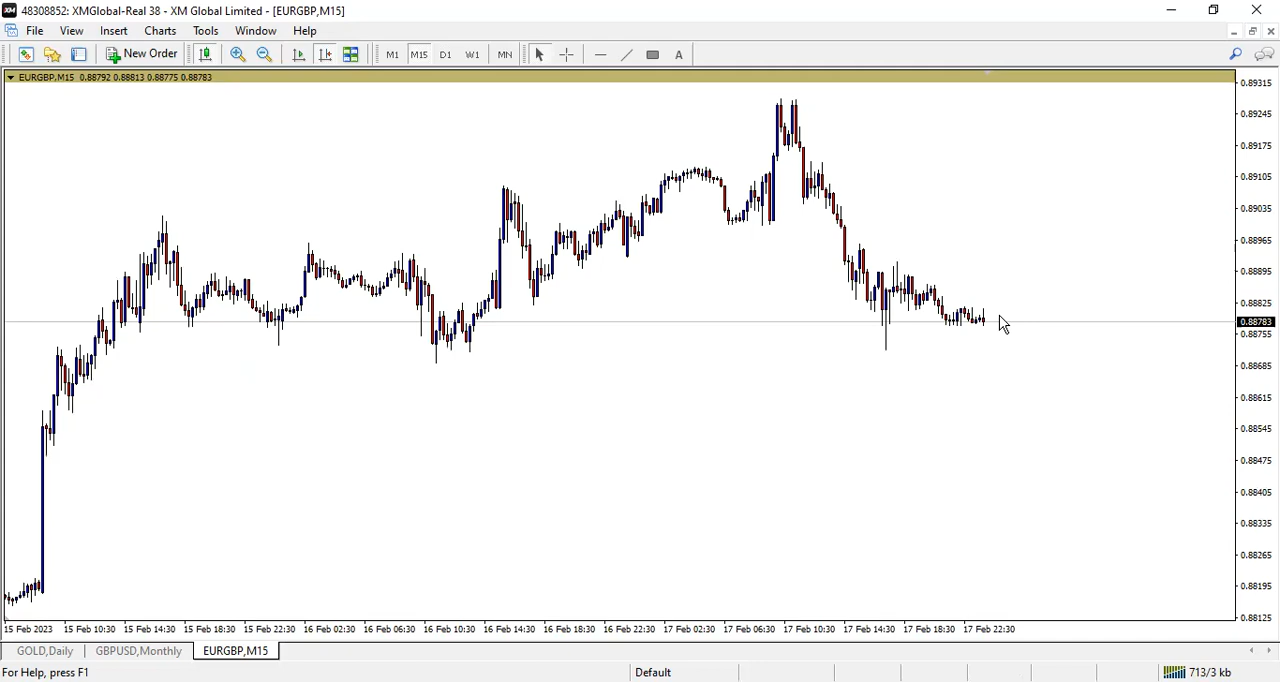 XM 48308852: XMGlobal-Real 38 - XM Global Limited - [EURGBP,M15]
File View Insert Charts Tools Window Help
New Order M1 M15 D1 W1 MN A
EURGBP,M15 0.88792 0.88813 0.88775 0.88783
0.89315
0.89245
0.89175
0.89105
0.89035
0.88965
0.88895
0.88825
0.88783
0.88755
0.88685
0.88615
0.88545
0.88475
0.88405
0.88335
0.88265
0.88195
0.88125
15 Feb 2023 15 Feb 10:30 15 Feb 14:30 15 Feb 18:30 15 Feb 22:30 16 Feb 02:30 16 Feb 06:30 16 Feb 10:30 16 Feb 14:30 16 Feb 18:30 16 Feb 22:30 17 Feb 02:30 17 Feb 06:30 17 Feb 10:30 17 Feb 14:30 17 Feb 18:30 17 Feb 22:30
GOLD,Daily GBPUSD,Monthly EURGBP,M15
For Help, press F1 Default 713/3 kb